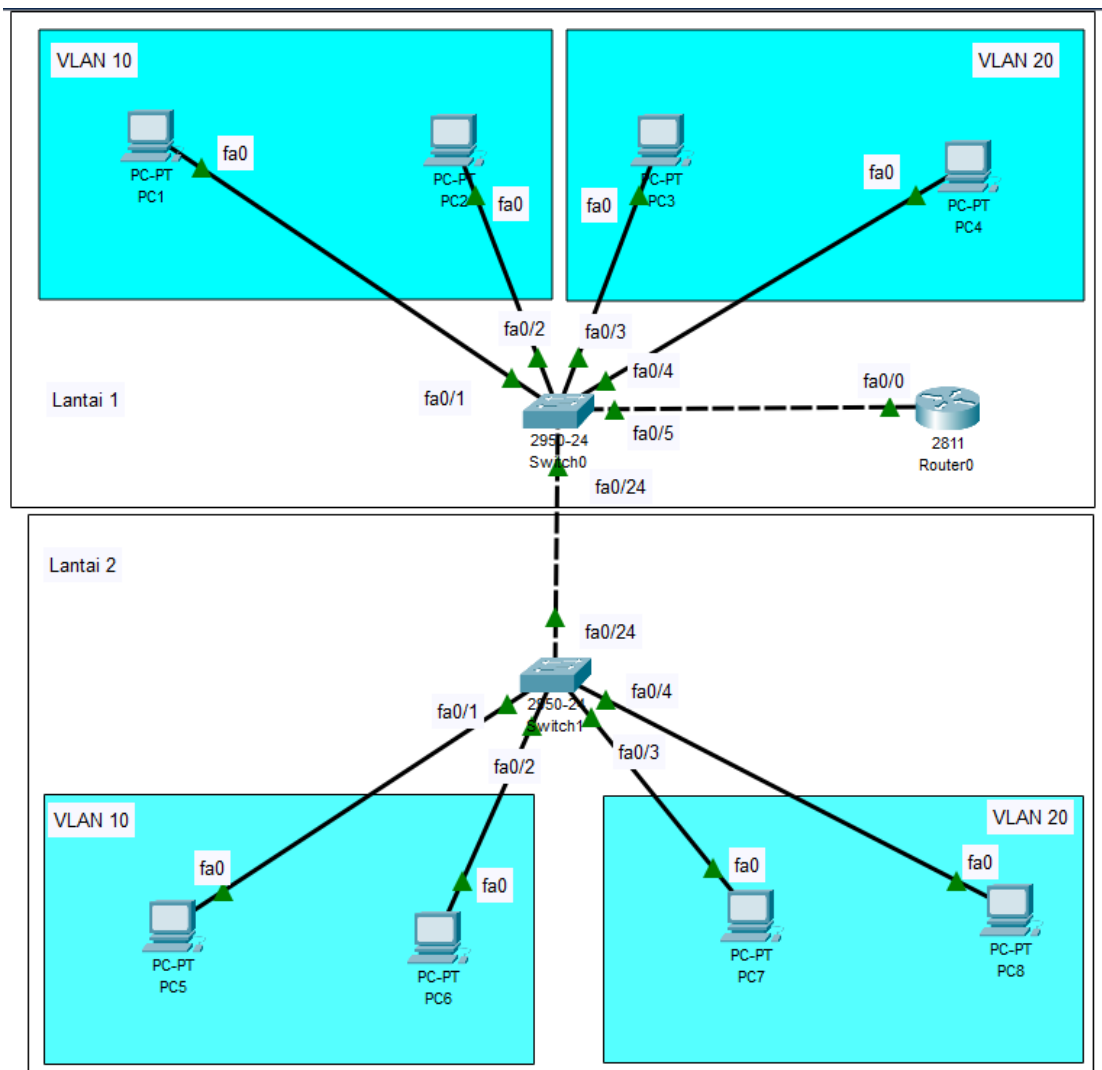 VLAN 10
VLAN 20
fa0
PC-PT
PC1
PC-PT
PC2
fa0
fa0
PC-PT
PC3
fa0
PC-PT
PC4
fa0/2
fa0/3
fa0/4
fa0/0
Lantai 1
fa0/1
fa0/5
2950-24
Switch0
2811
Router0
fa0/24
Lantai 2
fa0/24
fa0/1
2950-24
Switch1
fa0/4
fa0/2
fa0/3
VLAN 10
VLAN 20
fa0
fa0
fa0
fa0
PC-PT
PC5
PC-PT
PC6
PC-PT
PC7
PC-PT
PC8